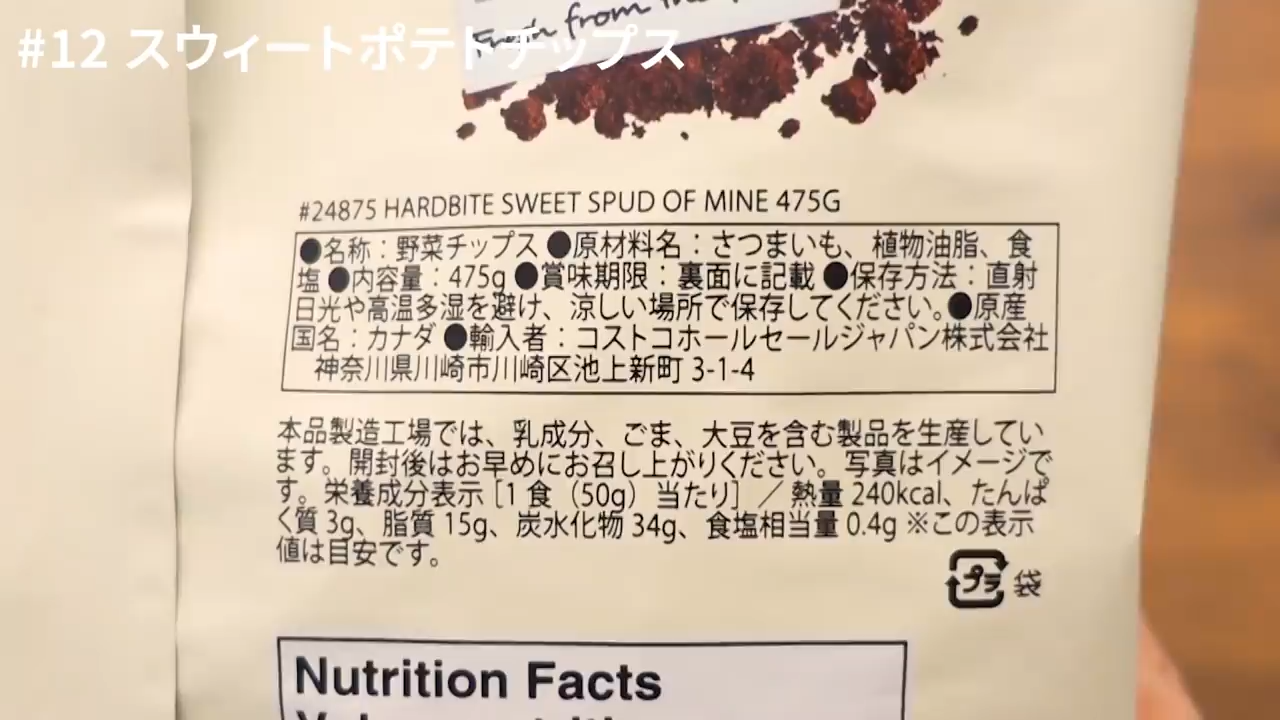 #12 スウィートポテトチップス
from
#24875 HARDBITE SWEET SPUD OF MINE 475G
●名称：野菜チップス ●原材料名：さつまいも、植物油脂、食
塩 ●内容量：475g ●賞味期限：裏面に記載 ●保存方法：直射
日光や高温多湿を避け、涼しい場所で保存してください。●原産
国名：カナダ ●輸入者：コストコホールセールジャパン株式会社
神奈川県川崎市川崎区池上新町 3-1-4
本品製造工場では、乳成分、ごま、大豆を含む製品を生産してい
ます。開封後はお早めにお召し上がりください。写真はイメージで
す。栄養成分表示［1 食（50g）当たり］／熱量 240kcal、たんぱ
く質 3g、脂質 15g、炭水化物 34g、食塩相当量 0.4g ※この表示
値は目安です。
プラ 袋
Nutrition Facts